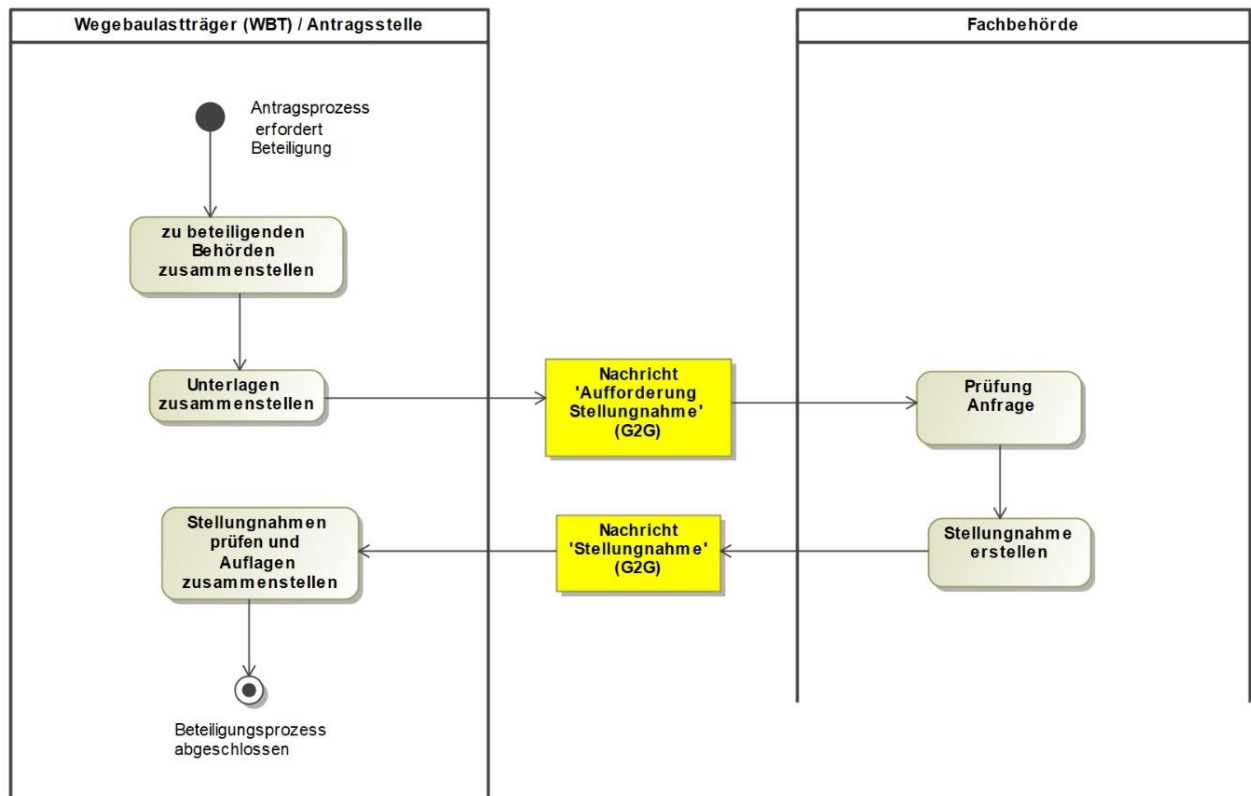 Wegebaulastträger (WBT) / Antragsstelle
Fachbehörde
Antragsprozess
erfordert
Beteiligung
zu beteiligenden
Behörden
zusammenstellen
Unterlagen
zusammenstellen
Nachricht
'Aufforderung
Stellungnahme'
(G2G)
Prüfung
Anfrage
Stellungnahme
erstellen
Nachricht
'Stellungnahme'
(G2G)
Stellungnahmen
prüfen und
Auflagen
zusammenstellen
Beteiligungsprozess
abgeschlossen